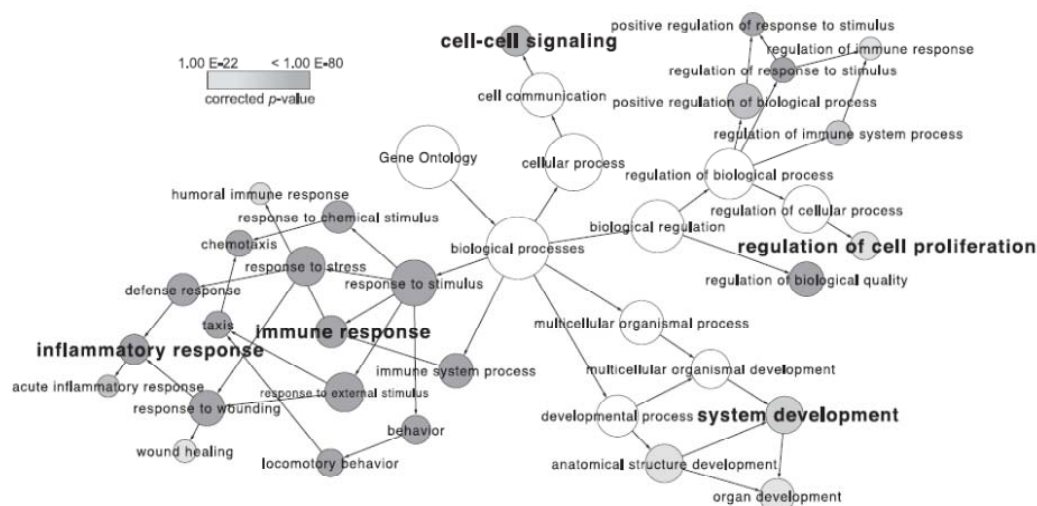 cell-cell signaling
positive regulation of response to stimulus
regulation of immune response
1.00 E-22 < 1.00 E-80
corrected p-value
regulation of response to stimulus
cell communication
positive regulation of biological process
regulation of immune system process
Gene Ontology
cellular process
regulation of biological process
humoral immune response
response to chemical stimulus
regulation of cellular process
chemotaxis
biological processes
biological regulation
regulation of cell proliferation
response to stress
response to stimulus
regulation of biological quality
defense response
taxis
immune response
multicellular organismal process
inflammatory response
immune system process
multicellular organismal development
acute inflammatory response
response to external stimulus
response to wounding
developmental process
system development
behavior
wound healing
locomotory behavior
anatomical structure development
organ development